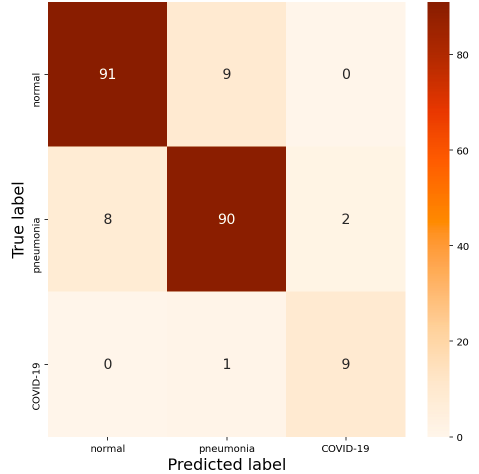 True label
normal
pneumonia
COVID-19
91 9 0
8 90 2
0 1 9
normal pneumonia COVID-19
Predicted label
80
60
40
20
0